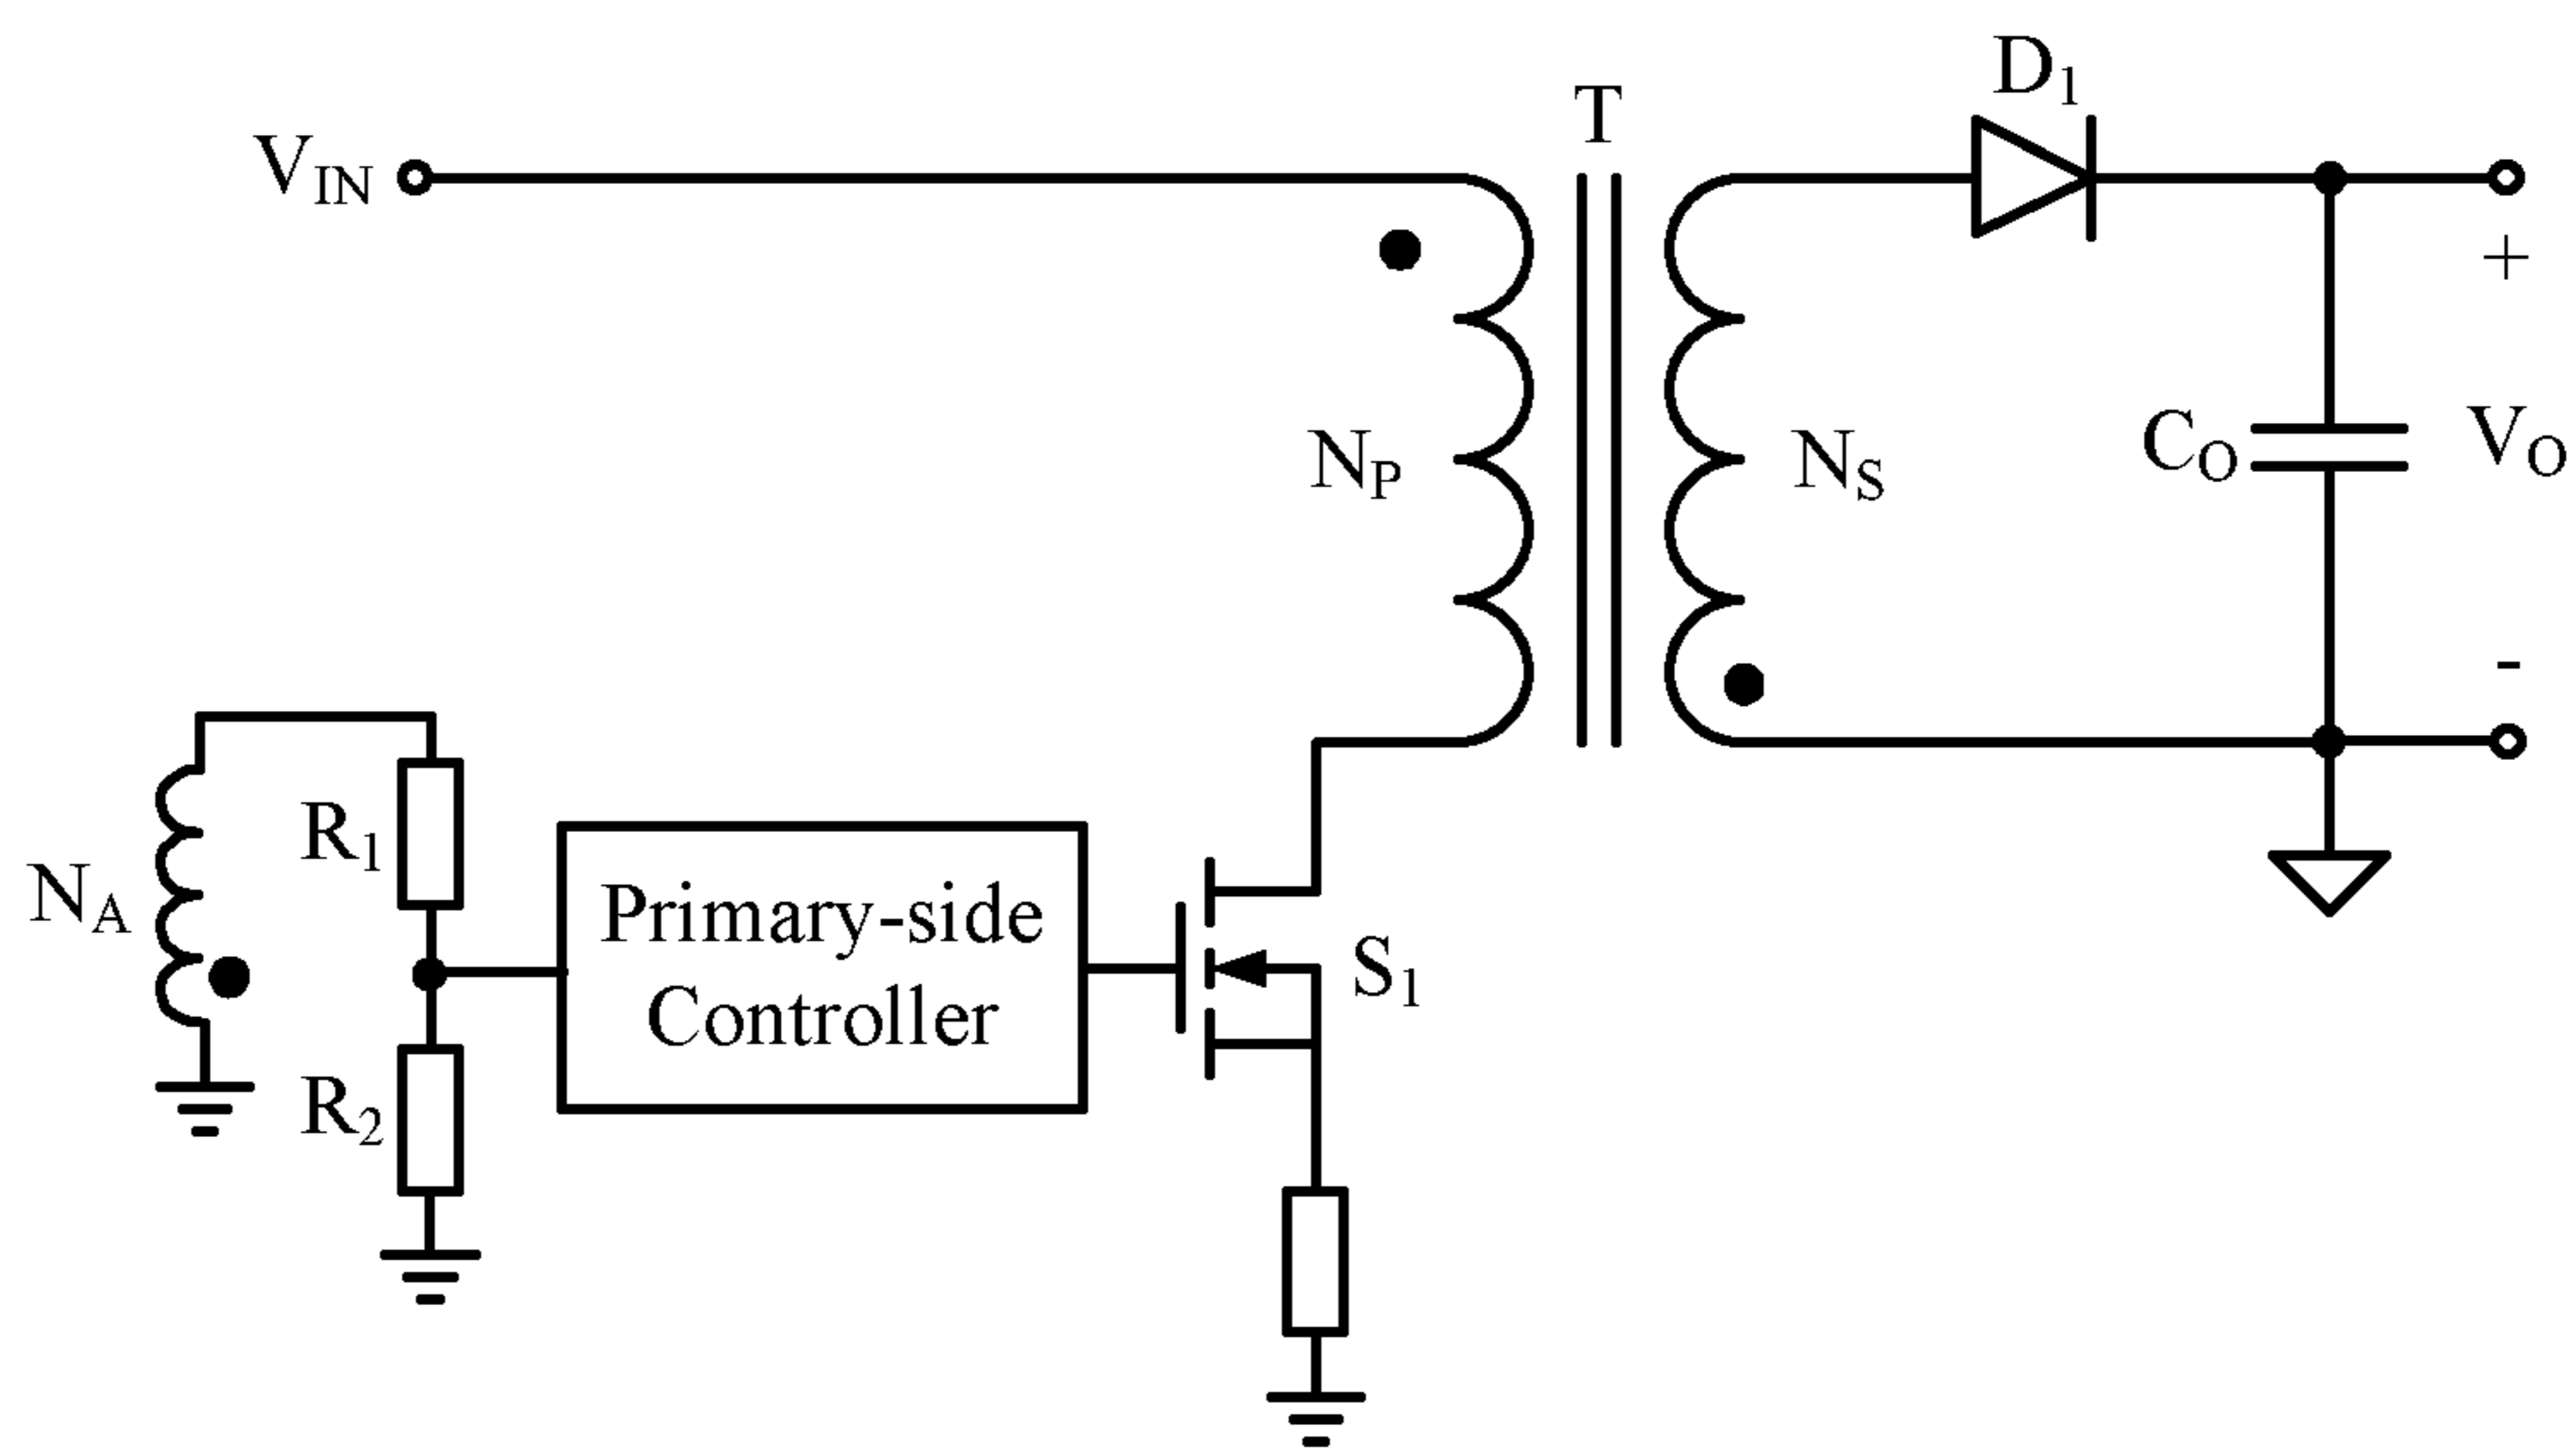 T
D1
VIN
+
NP
NS
CO
VO
-
NA
R1
Primary-side
Controller
S1
R2